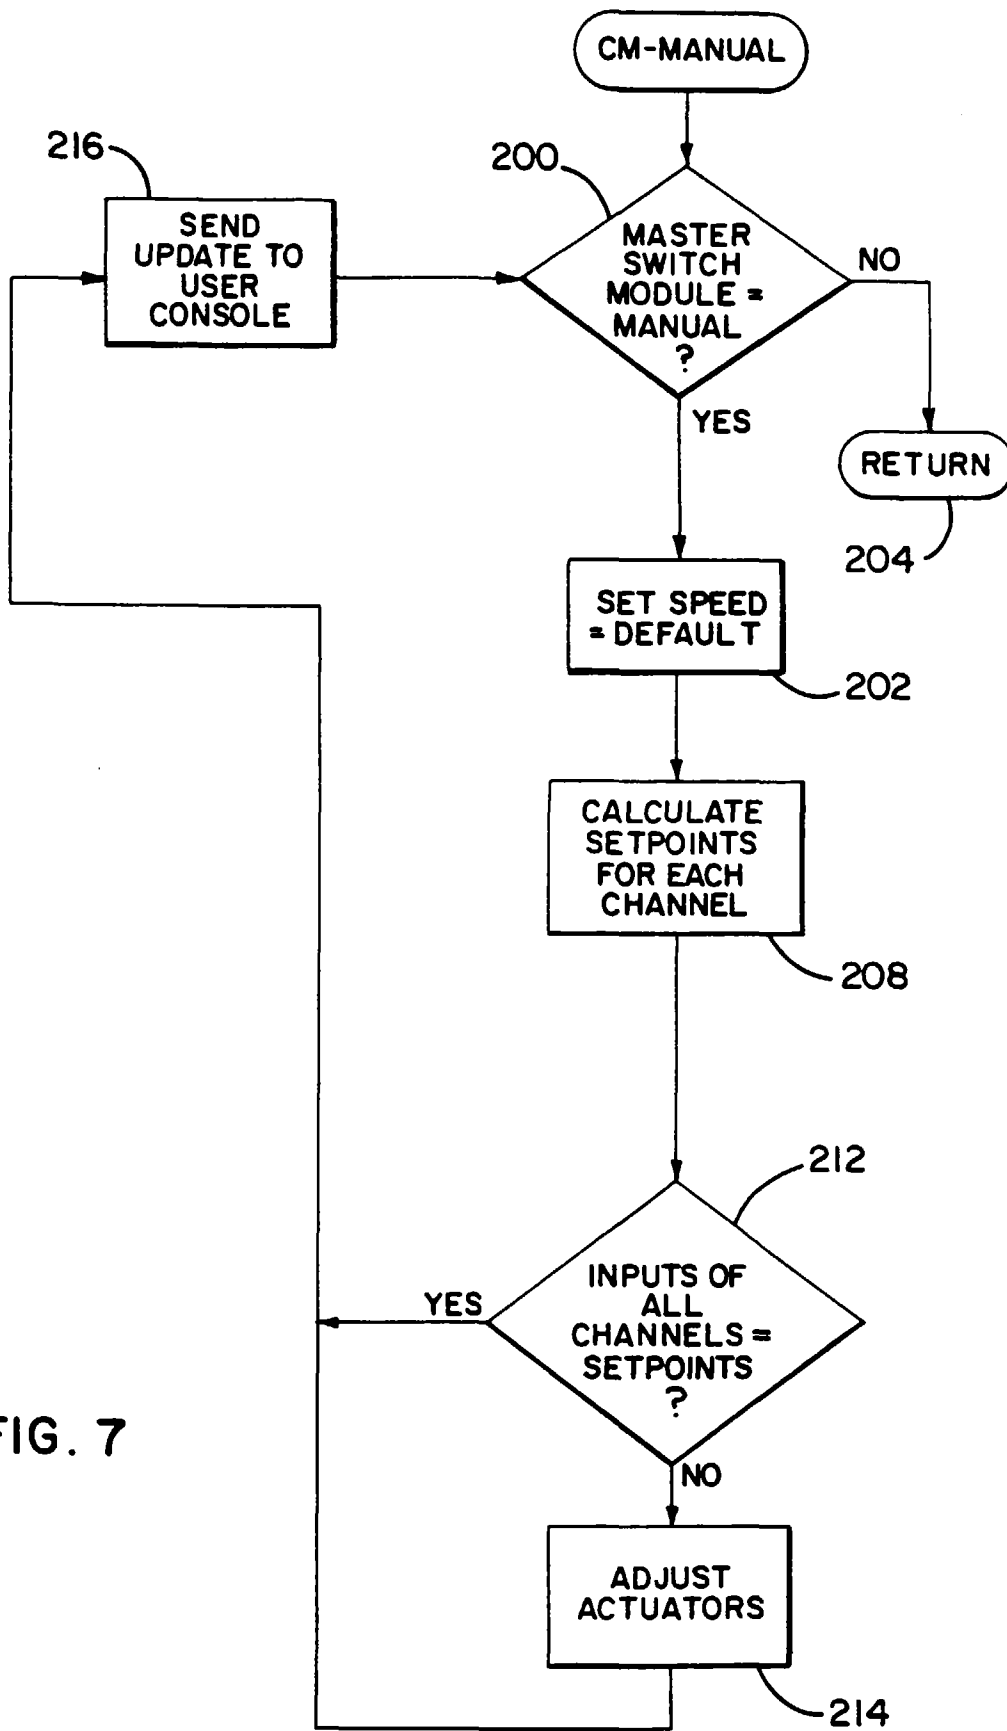 CM-MANUAL
216
200
SEND
UPDATE TO
USER
CONSOLE
MASTER
SWITCH
MODULE =
MANUAL
?
NO
YES
RETURN
204
SET SPEED
= DEFAULT
202
CALCULATE
SETPOINTS
FOR EACH
CHANNEL
208
212
INPUTS OF
ALL
CHANNELS =
SETPOINTS
?
YES
NO
FIG. 7
ADJUST
ACTUATORS
214